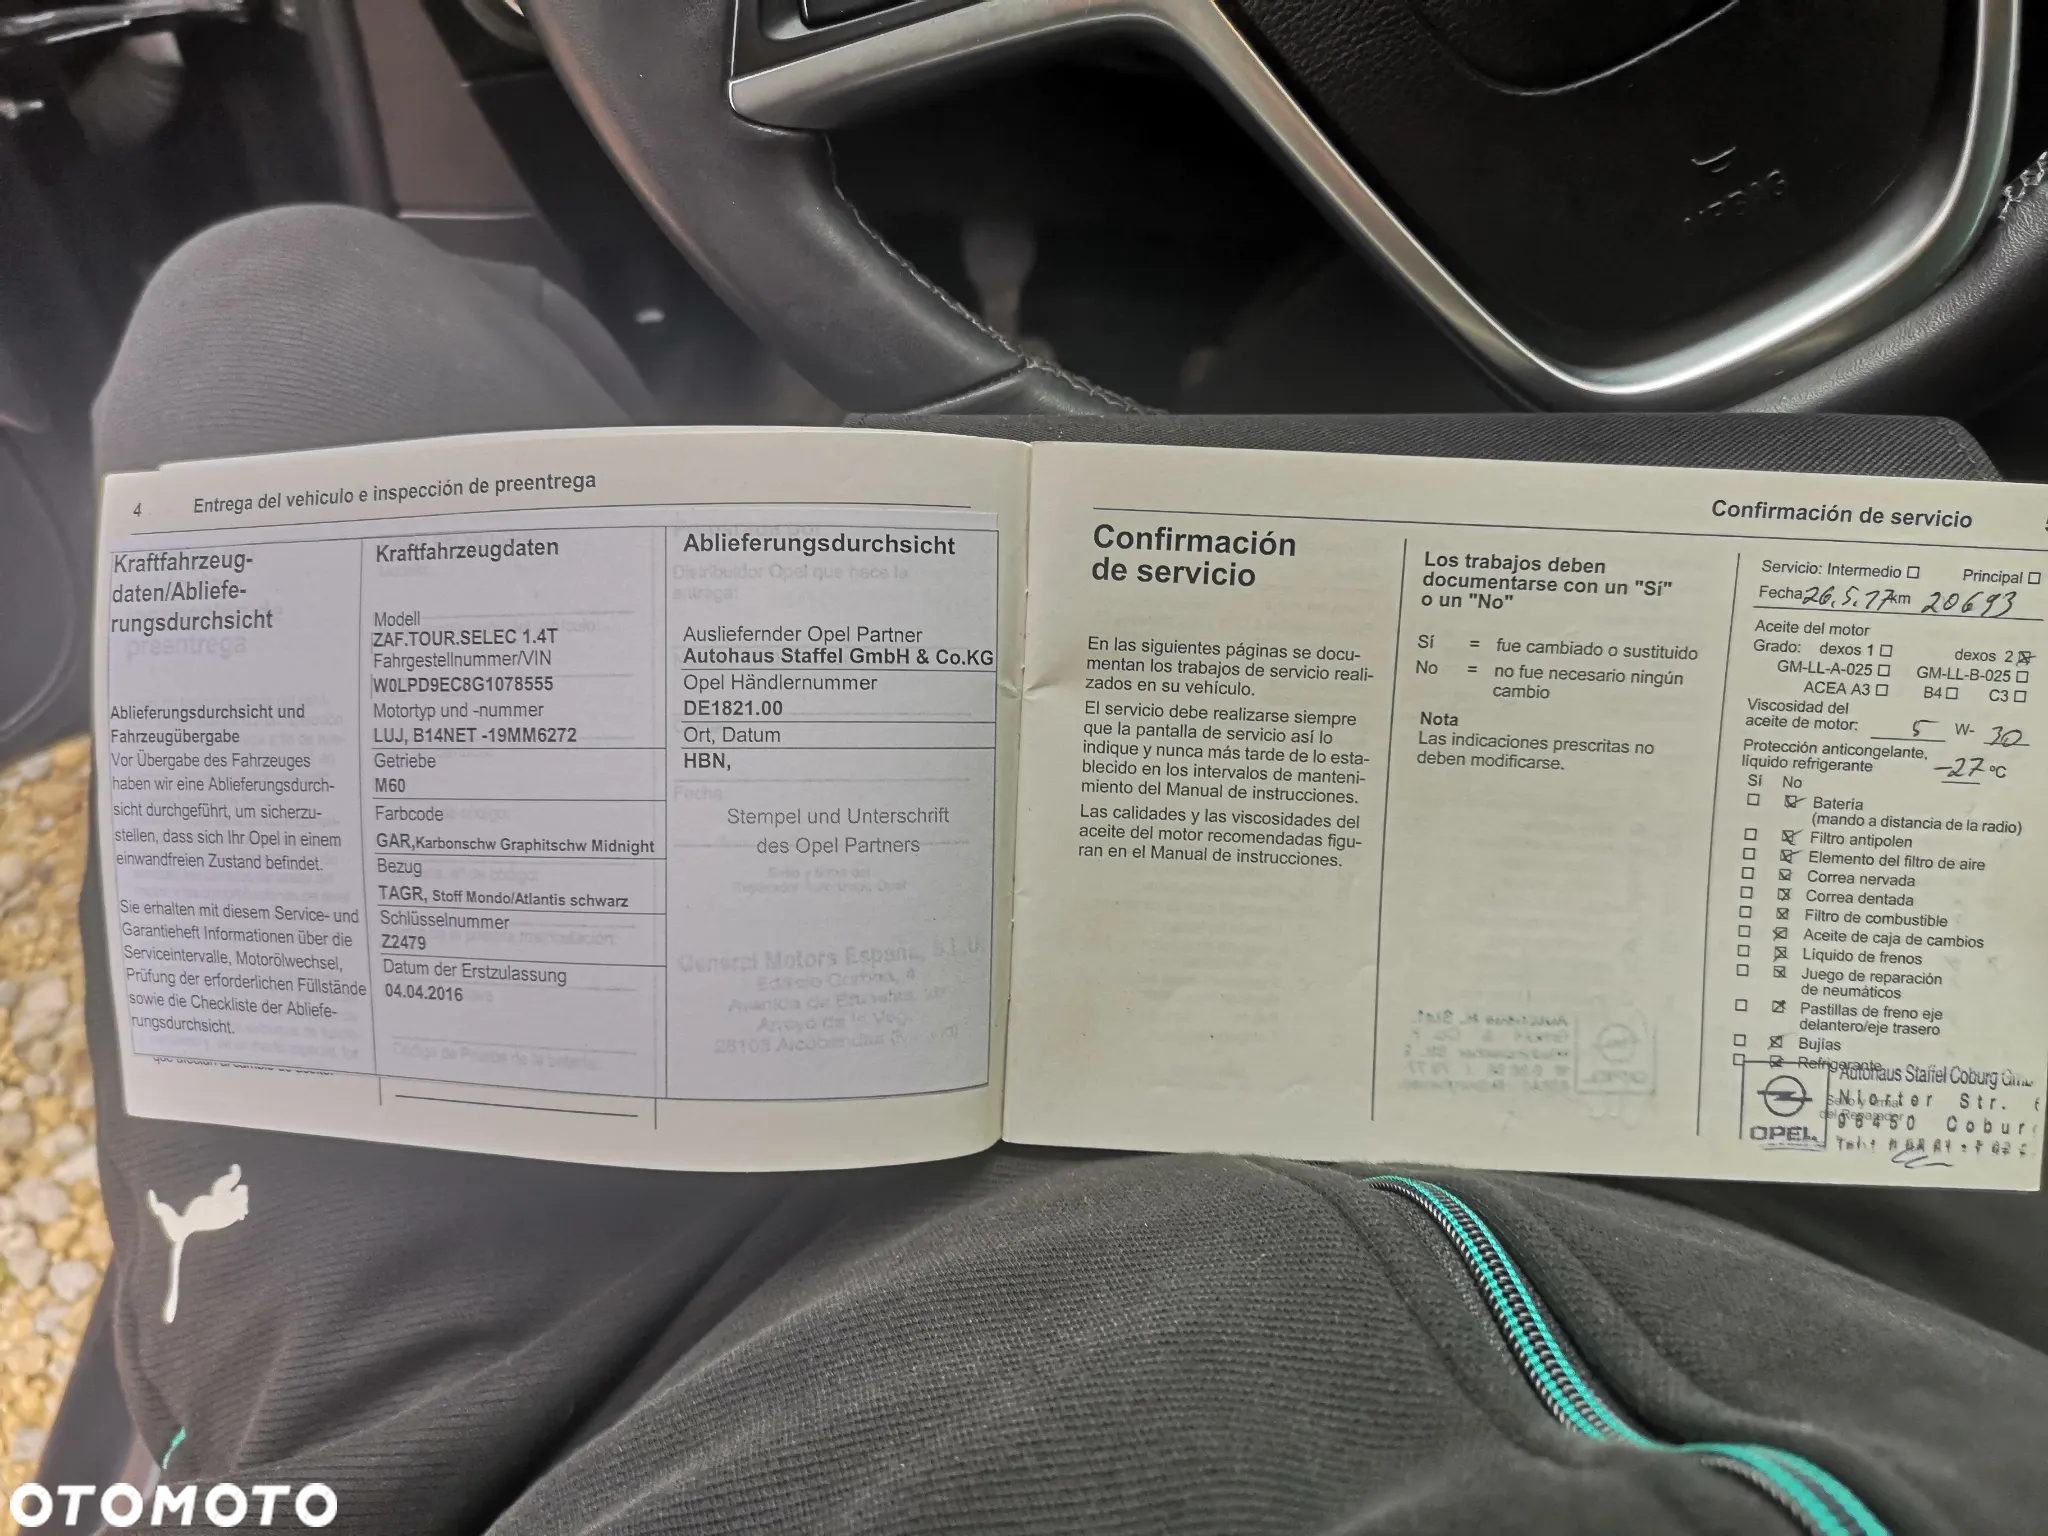 AIRBAG
4 Entrega del vehiculo e inspección de preentrega
Kraftfahrzeug-
daten/Abliefe-
rungsdurchsicht
Ablieferungsdurchsicht und
Fahrzeugübergabe
Vor Übergabe des Fahrzeuges
haben wir eine Ablieferungsdurch-
sicht durchgeführt, um sicherzu-
stellen, dass sich Ihr Opel in einem
einwandfreien Zustand befindet.
Sie erhalten mit diesem Service- und
Garantieheft Informationen über die
Serviceintervalle, Motorölwechsel,
Prüfung der erforderlichen Füllstände
sowie die Checkliste der Abliefe-
rungsdurchsicht.
Kraftfahrzeugdaten
Modell
ZAF.TOUR.SELEC 1.4T
Fahrgestellnummer/VIN
W0LPD9EC8G1078555
Motortyp und -nummer
LUJ, B14NET -19MM6272
Getriebe
M60
Farbcode
GAR,Karbonschw Graphitschw Midnight
Bezug
TAGR, Stoff Mondo/Atlantis schwarz
Schlüsselnummer
Z2479
Datum der Erstzulassung
04.04.2016
Ablieferungsdurchsicht
Ausliefernder Opel Partner
Autohaus Staffel GmbH & Co.KG
Opel Händlernummer
DE1821.00
Ort, Datum
HBN,
Stempel und Unterschrift
des Opel Partners
General Motors España, S.L.U.
Confirmación de servicio
Confirmación
de servicio
En las siguientes páginas se docu-
mentan los trabajos de servicio reali-
zados en su vehículo.
El servicio debe realizarse siempre
que la pantalla de servicio así lo
indique y nunca más tarde de lo esta-
blecido en los intervalos de manteni-
miento del Manual de instrucciones.
Las calidades y las viscosidades del
aceite del motor recomendadas figu-
ran en el Manual de instrucciones.
Los trabajos deben
documentarse con un "Sí"
o un "No"
Sí = fue cambiado o sustituido
No = no fue necesario ningún
cambio
Nota
Las indicaciones prescritas no
deben modificarse.
Servicio: Intermedio Principal
Fecha 26.5.17 km 20693
Aceite del motor
Grado: dexos 1 dexos 2
GM-LL-A-025 GM-LL-B-025
ACEA A3 B4 C3
Viscosidad del
aceite de motor: 5 W- 30
Protección anticongelante,
líquido refrigerante -27 °C
Sí No
Batería
(mando a distancia de la radio)
Filtro antipolen
Elemento del filtro de aire
Correa nervada
Correa dentada
Filtro de combustible
Aceite de caja de cambios
Líquido de frenos
Juego de reparación
de neumáticos
Pastillas de freno eje
delantero/eje trasero
Bujías
Refrigerante
Autohaus Staffel Coburg
Str.
96450 Cobur
OPEL
OTOMOTO